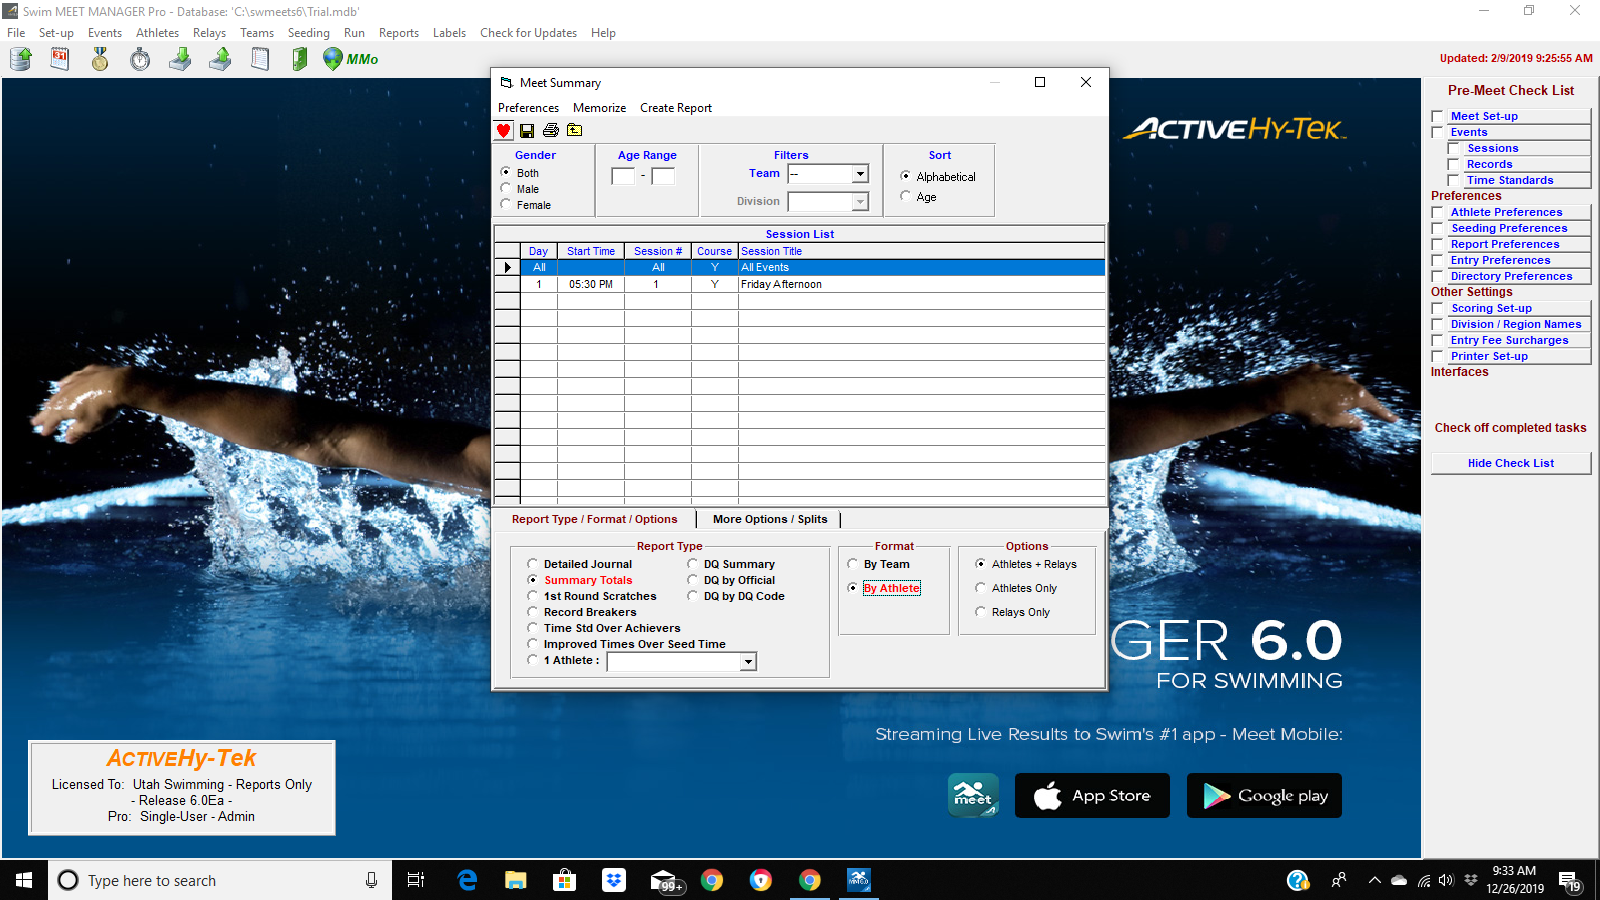 Swim MEET MANAGER Pro - Database: 'C:\swmeets6\Trial.mdb'
File Set-up Events Athletes Relays Teams Seeding Run Reports Labels Check for Updates Help
31 MMo
Updated: 2/9/2019 9:25:55 AM
Meet Summary
Preferences Memorize Create Report
Gender
Both
Male
Female
Age Range
-
Filters
Team --
Division
Sort
Alphabetical
Age
Session List
Day Start Time Session # Course Session Title
All All Y All Events
1 05:30 PM 1 Y Friday Afternoon
Report Type / Format / Options More Options / Splits
Report Type
Detailed Journal
Summary Totals
1st Round Scratches
Record Breakers
Time Std Over Achievers
Improved Times Over Seed Time
1 Athlete :
DQ Summary
DQ by Official
DQ by DQ Code
Format
By Team
By Athlete
Options
Athletes + Relays
Athletes Only
Relays Only
ACTIVEHY-TEK
GER 6.0
FOR SWIMMING
Streaming Live Results to Swim's #1 app - Meet Mobile:
meet
App Store
Google play
ACTIVEHy-Tek
Licensed To: Utah Swimming - Reports Only
- Release 6.0Ea -
Pro: Single-User - Admin
Pre-Meet Check List
Meet Set-up
Events
Sessions
Records
Time Standards
Preferences
Athlete Preferences
Seeding Preferences
Report Preferences
Entry Preferences
Directory Preferences
Other Settings
Scoring Set-up
Division / Region Names
Entry Fee Surcharges
Printer Set-up
Interfaces
Check off completed tasks
Hide Check List
Type here to search
99+
MM 6.0
9:33 AM
12/26/2019
19